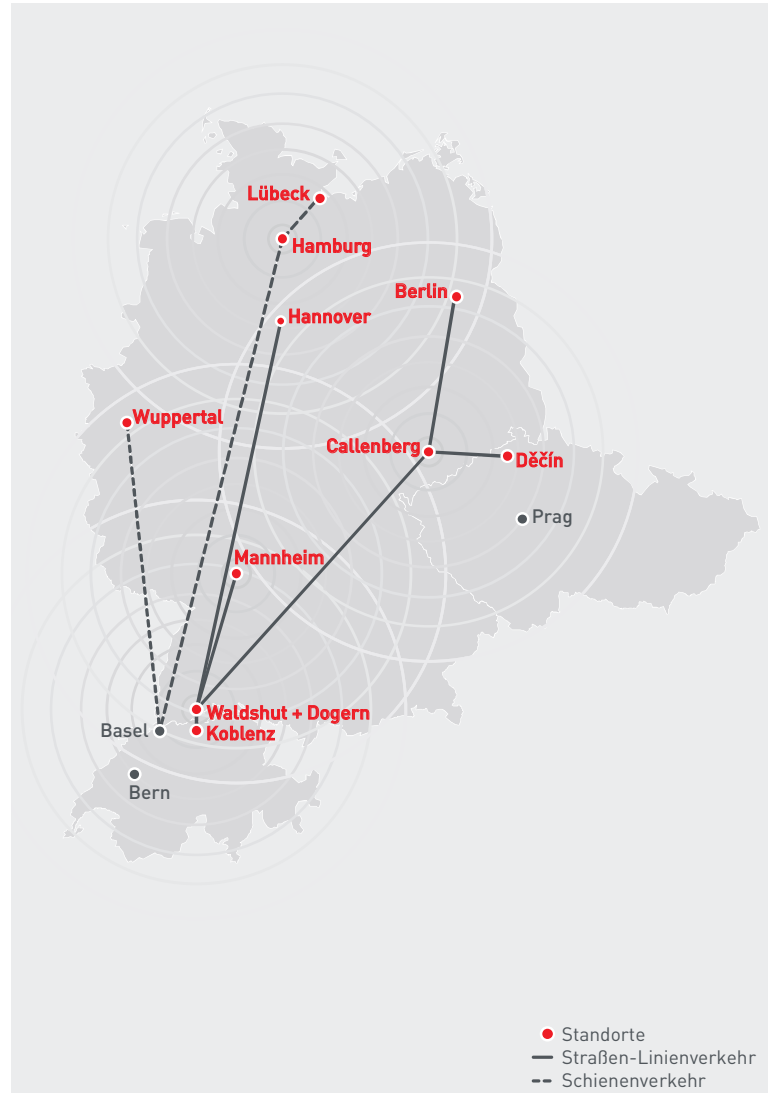 Lübeck
Hamburg
Berlin
Hannover
Wuppertal
Callenberg
Děčín
Prag
Mannheim
Waldshut + Dogern
Basel
Koblenz
Bern
Standorte
Straßen-Linienverkehr
Schienenverkehr